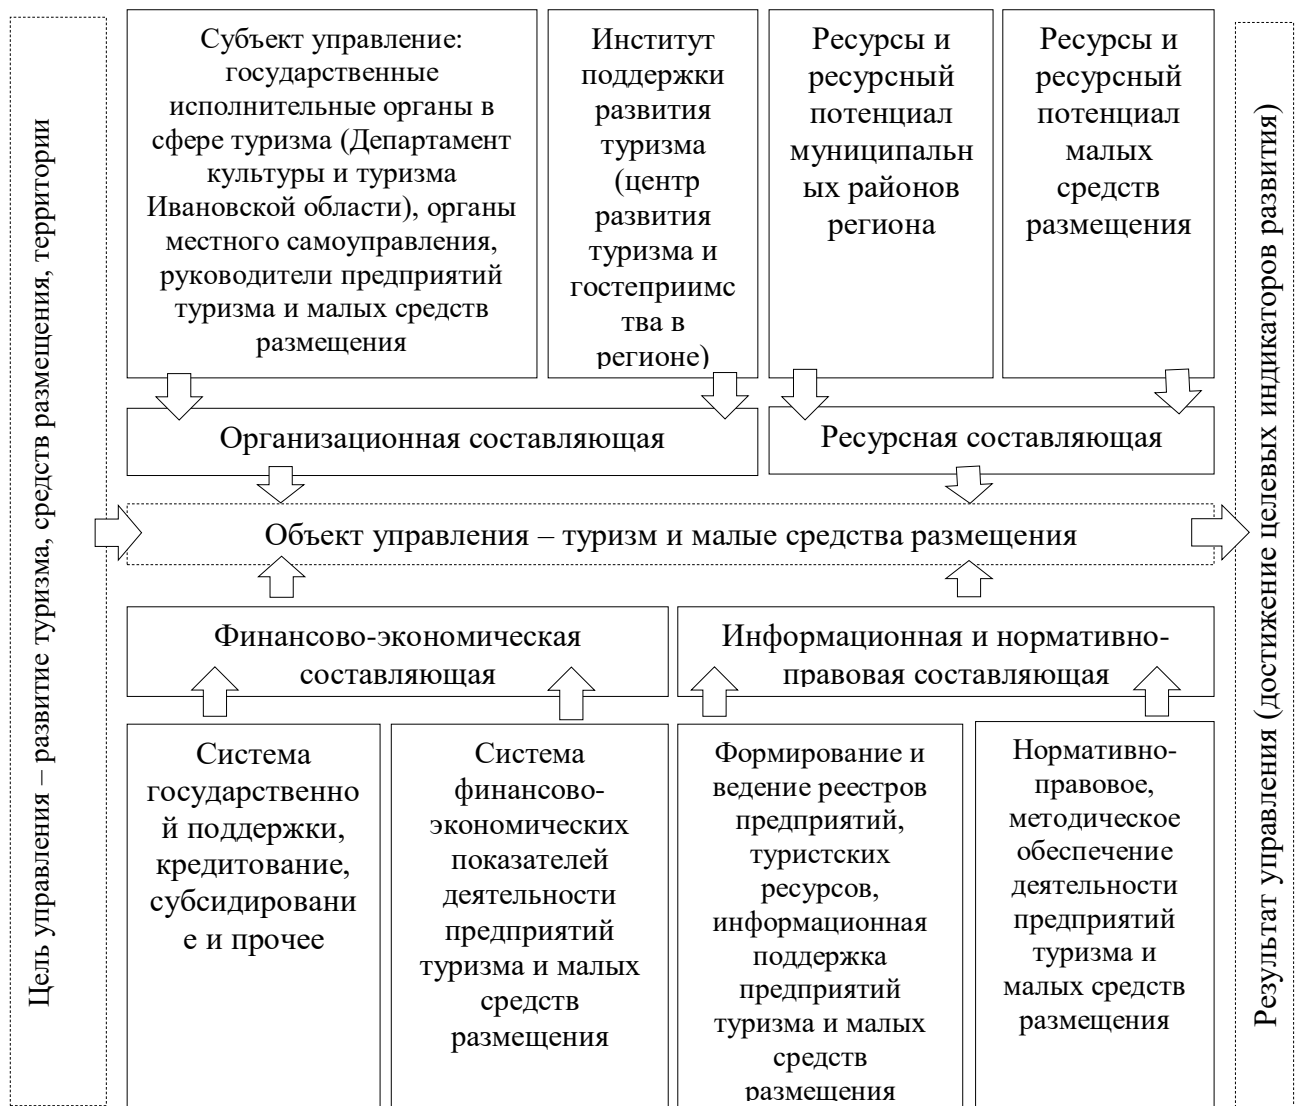 Цель управления – развитие туризма, средств размещения, территории
Субъект управление:
государственные
исполнительные органы в
сфере туризма (Департамент
культуры и туризма
Ивановской области), органы
местного самоуправления,
руководители предприятий
туризма и малых средств
размещения
Институт
поддержки
развития
туризма
(центр
развития
туризма и
гостеприимс
тва в
регионе)
Ресурсы и
ресурсный
потенциал
муниципальн
ых районов
региона
Ресурсы и
ресурсный
потенциал
малых
средств
размещения
Организационная составляющая
Ресурсная составляющая
Объект управления – туризм и малые средства размещения
Финансово-экономическая
составляющая
Информационная и нормативно-
правовая составляющая
Система
государственно
й поддержки,
кредитование,
субсидировани
е и прочее
Система
финансово-
экономических
показателей
деятельности
предприятий
туризма и малых
средств
размещения
Формирование и
ведение реестров
предприятий,
туристских
ресурсов,
информационная
поддержка
предприятий
туризма и малых
средств
размещения
Нормативно-
правовое,
методическое
обеспечение
деятельности
предприятий
туризма и
малых средств
размещения
Результат управления (достижение целевых индикаторов развития)